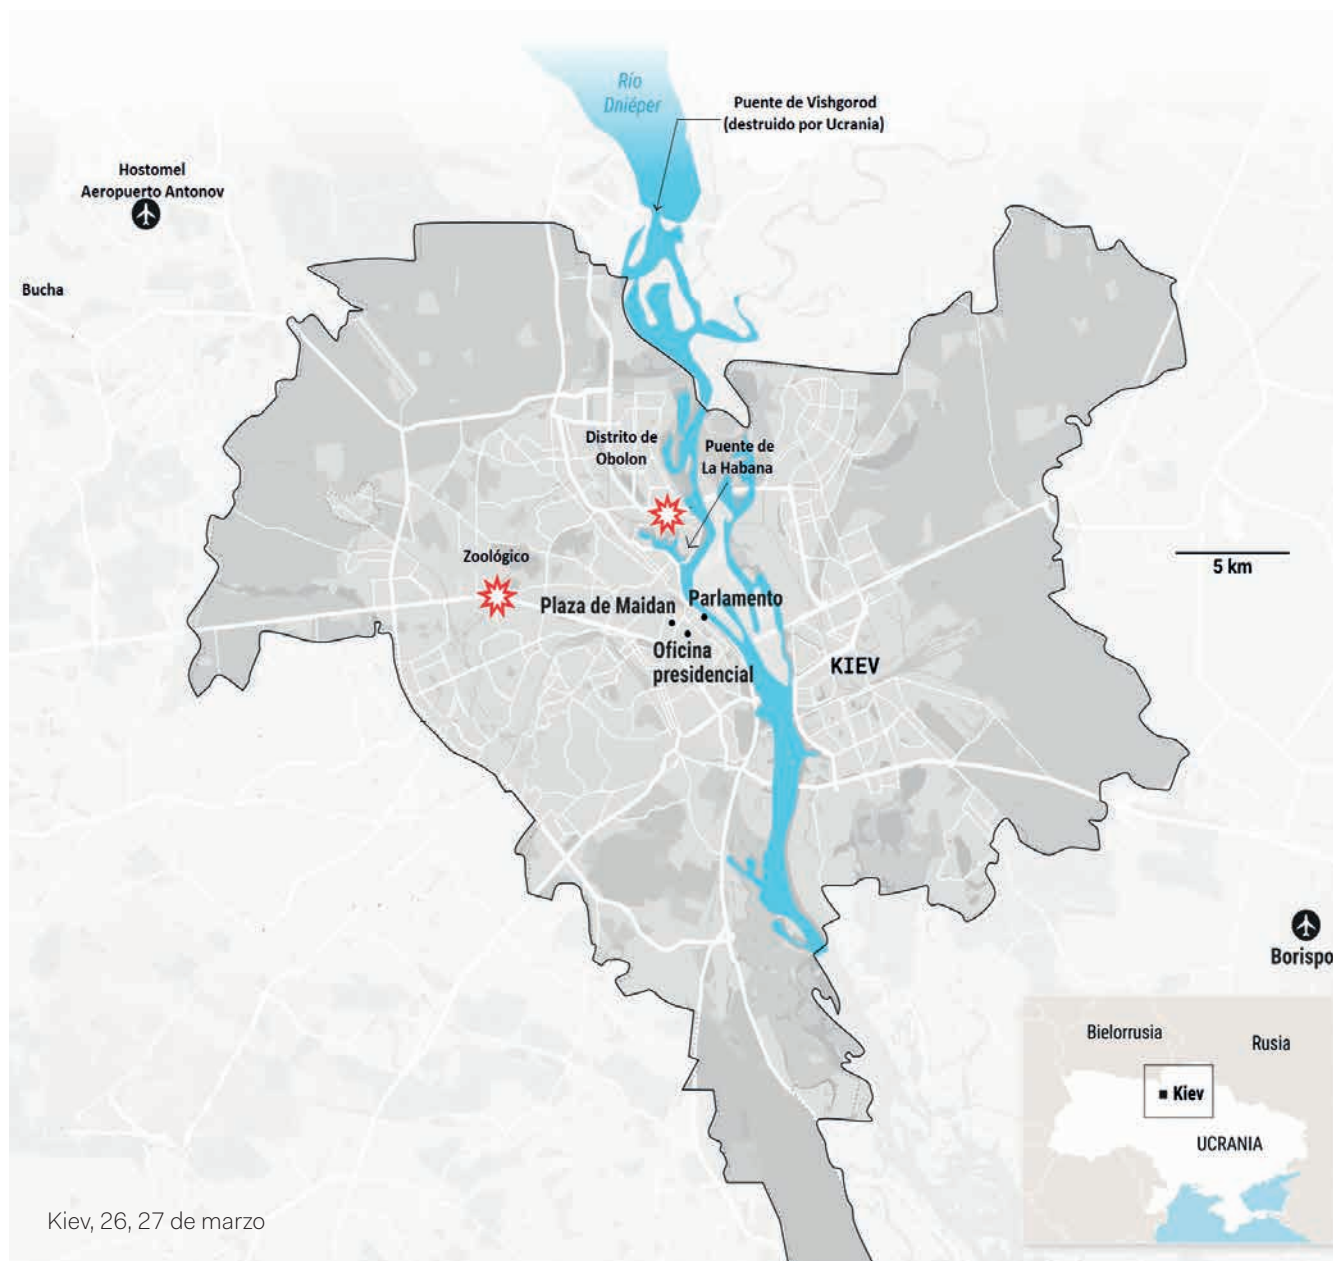 Río
Dniéper
Puente de Vishgorod
(destruido por Ucrania)
Hostomel
Aeropuerto Antonov
Bucha
Distrito de
Obolon
Puente de
La Habana
Zoológico
5 km
Plaza de Maidan
Parlamento
Oficina
presidencial
KIEV
Borispo
Bielorrusia
Rusia
Kiev
UCRANIA
Kiev, 26, 27 de marzo